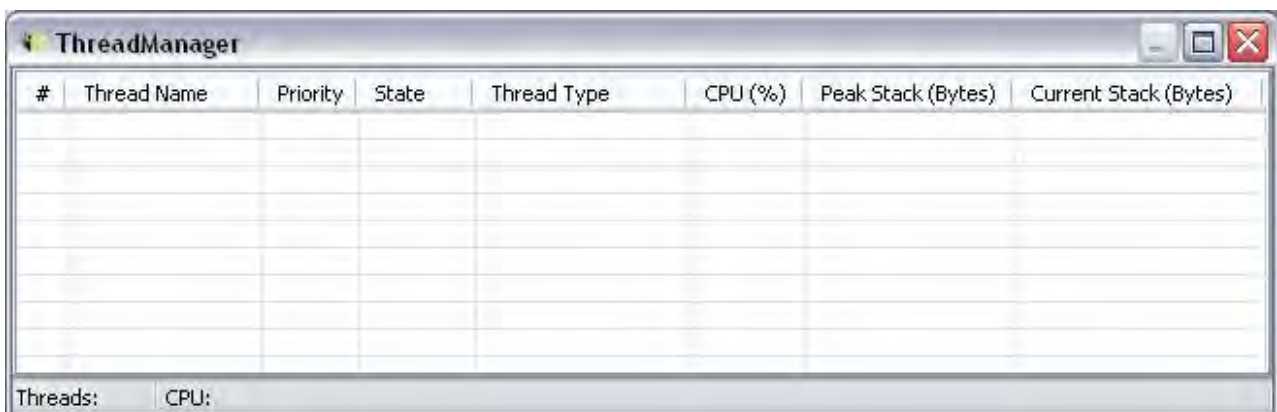 ThreadManager
# Thread Name Priority State Thread Type CPU (%) Peak Stack (Bytes) Current Stack (Bytes)
Threads: CPU: